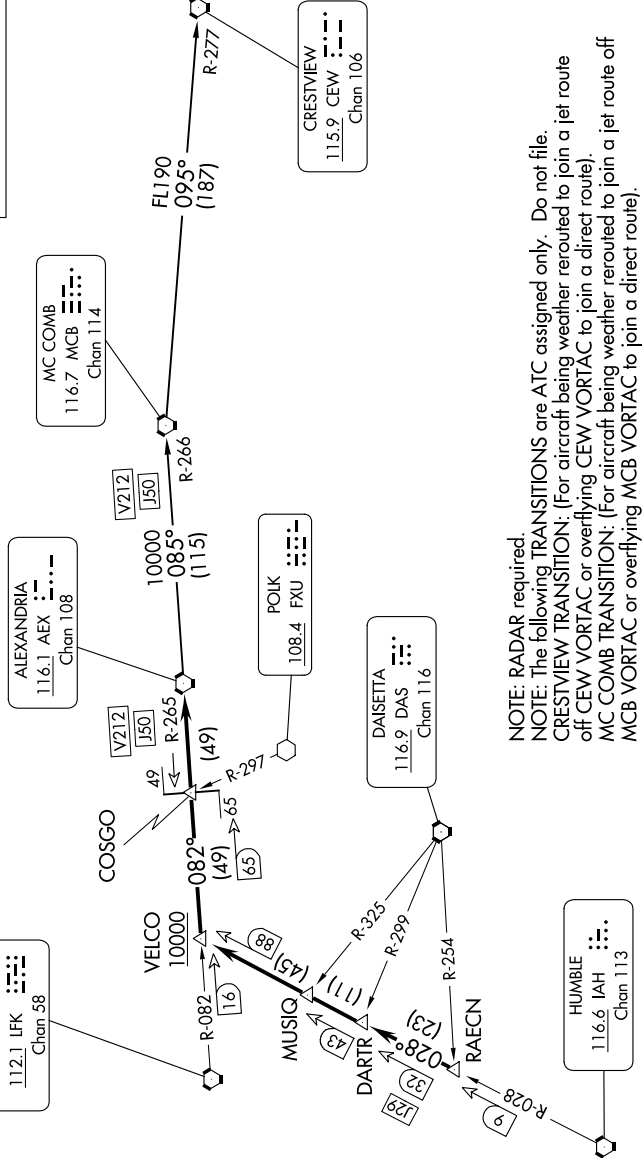 CRESTVIEW
115.9 CEW
Chan 106
R-277
FL190
095°
(187)
MC COMB
116.7 MCB
Chan 114
R-266
V212
J50
10000
085°
(115)
ALEXANDRIA
116.1 AEX
Chan 108
V212
J50
R-265
(49)
49
POLK
108.4 FXU
R-297
COSGO
65
65
082°
(49)
VELCO
10000
112.1 LFK
Chan 58
R-082
16
88
(45)
MUSIQ
43
(11)
DARTR
DAISETTA
116.9 DAS
Chan 116
R-325
R-299
R-254
028°
(23)
32
J29
RAECN
9
R-028
HUMBLE
116.6 IAH
Chan 113
NOTE: RADAR required.
NOTE: The following TRANSITIONS are ATC assigned only. Do not file.
CRESTVIEW TRANSITION: (For aircraft being weather rerouted to join a jet route
off CEW VORTAC or overflying CEW VORTAC to join a direct route).
MC COMB TRANSITION: (For aircraft being weather rerouted to join a jet route off
MCB VORTAC or overflying MCB VORTAC to join a direct route).